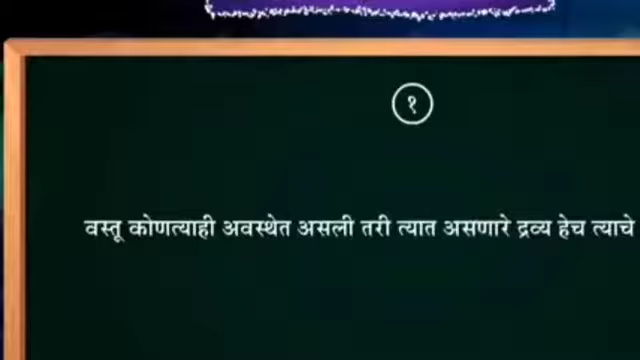 १
वस्तू कोणत्याही अवस्थेत असली तरी त्यात असणारे द्रव्य हेच त्याचे